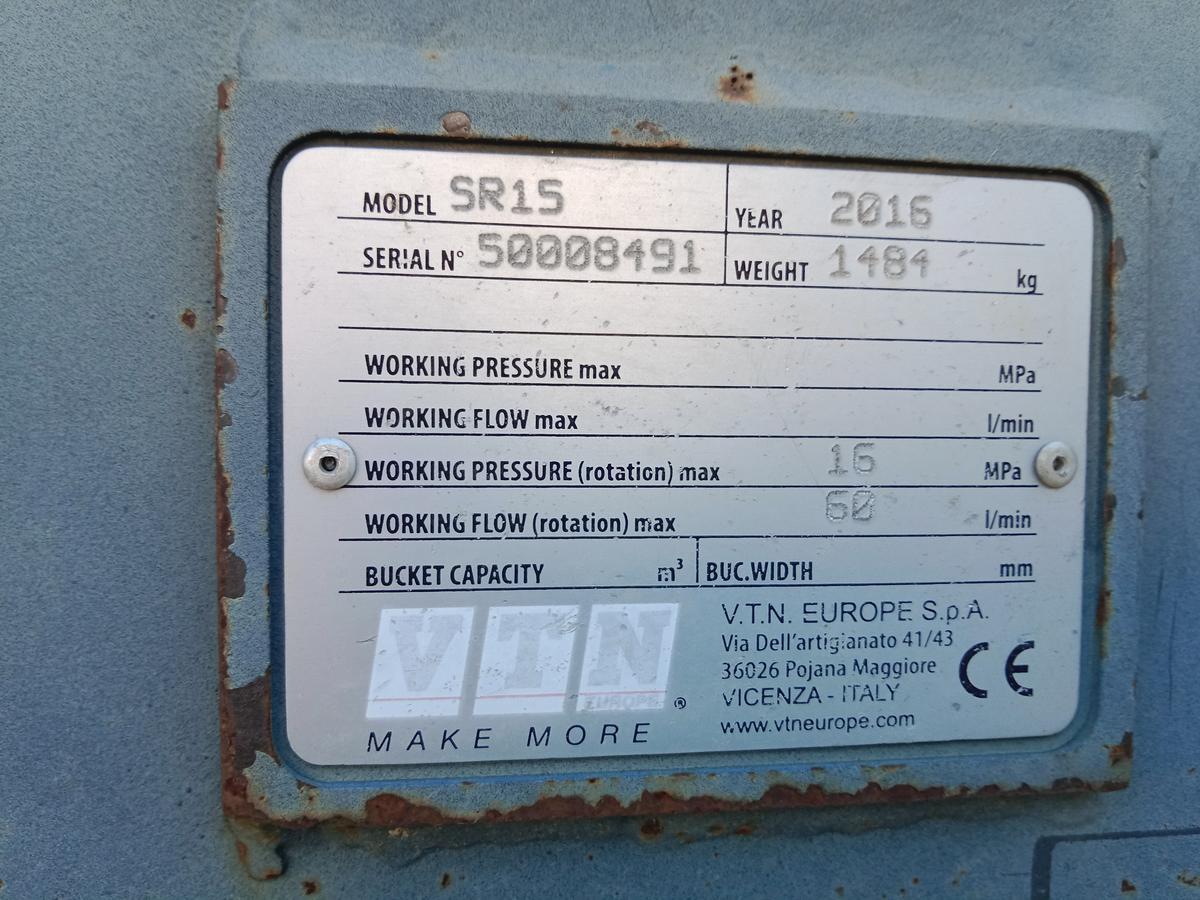 MODEL SR15
YEAR 2016
SERIAL N° 50008491
WEIGHT 1484 kg
WORKING PRESSURE max MPa
WORKING FLOW max l/min
WORKING PRESSURE (rotation) max 16 MPa
WORKING FLOW (rotation) max 60 l/min
BUCKET CAPACITY m³
BUC.WIDTH mm
VTN
EUROPE ®
MAKE MORE
V.T.N. EUROPE S.p.A.
Via Dell'artigianato 41/43
36026 Pojana Maggiore
VICENZA - ITALY
www.vtneurope.com
CE